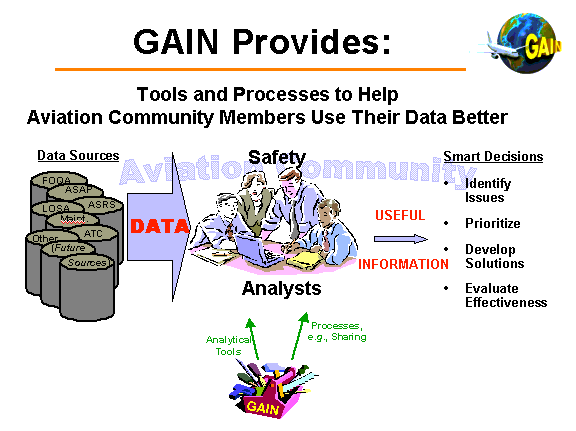 GAIN Provides:
GAIN
Tools and Processes to Help
Aviation Community Members Use Their Data Better
Data Sources
FOQA
ASAP
LOSA
ASRS
Maint.
ATC
Other
(Future
Sources)
DATA
Aviation Community
Safety
Analysts
USEFUL
INFORMATION
Smart Decisions
• Identify
Issues
• Prioritize
• Develop
Solutions
• Evaluate
Effectiveness
Analytical
Tools
Processes,
e.g., Sharing
GAIN